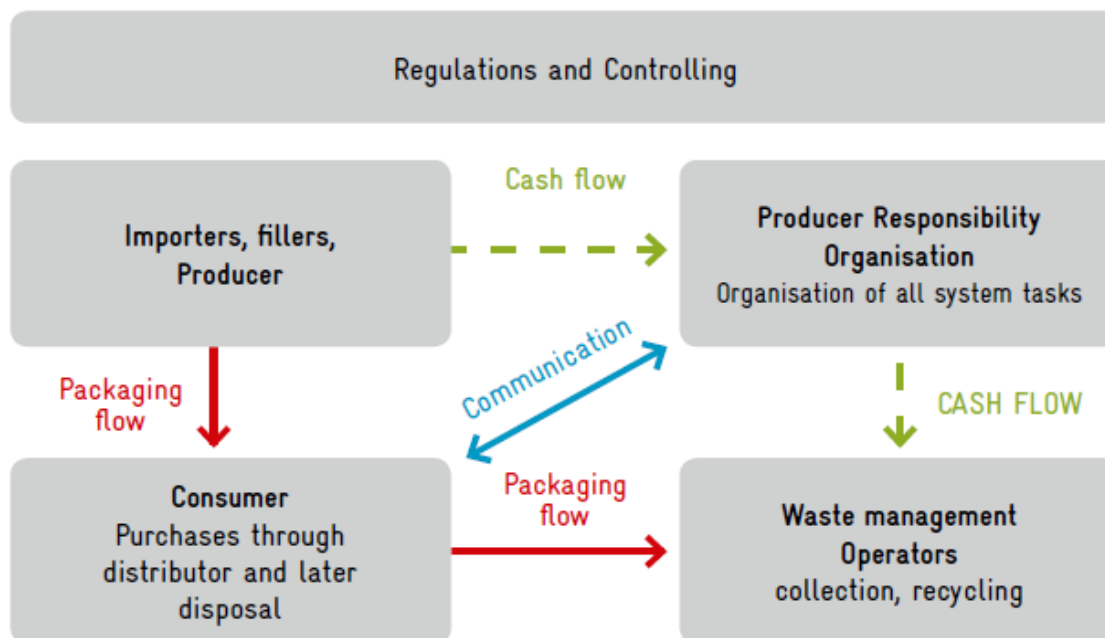 Regulations and Controlling
Importers, fillers,
Producer
Cash flow
Producer Responsibility
Organisation
Organisation of all system tasks
Packaging
flow
Communication
CASH FLOW
Consumer
Purchases through
distributor and later
disposal
Packaging
flow
Waste management
Operators
collection, recycling